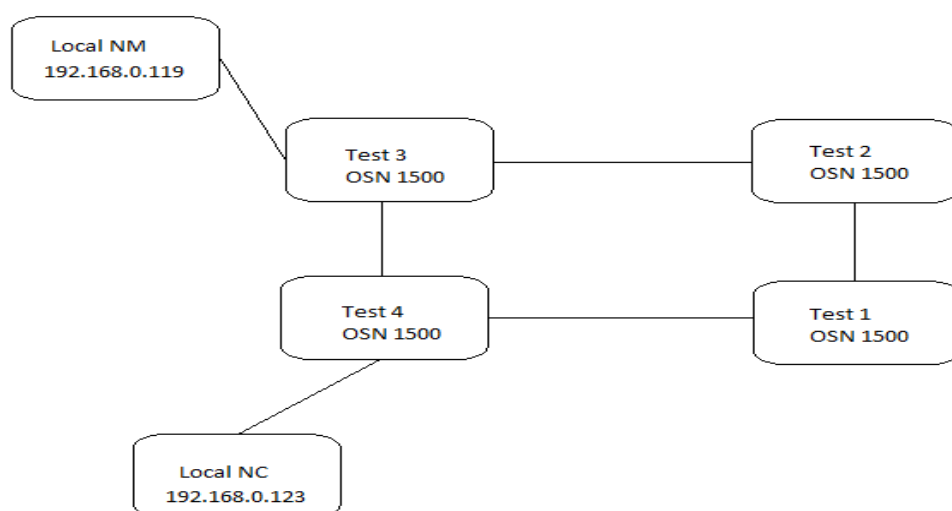 Local NM
192.168.0.119
Test 3
OSN 1500
Test 2
OSN 1500
Test 4
OSN 1500
Test 1
OSN 1500
Local NC
192.168.0.123